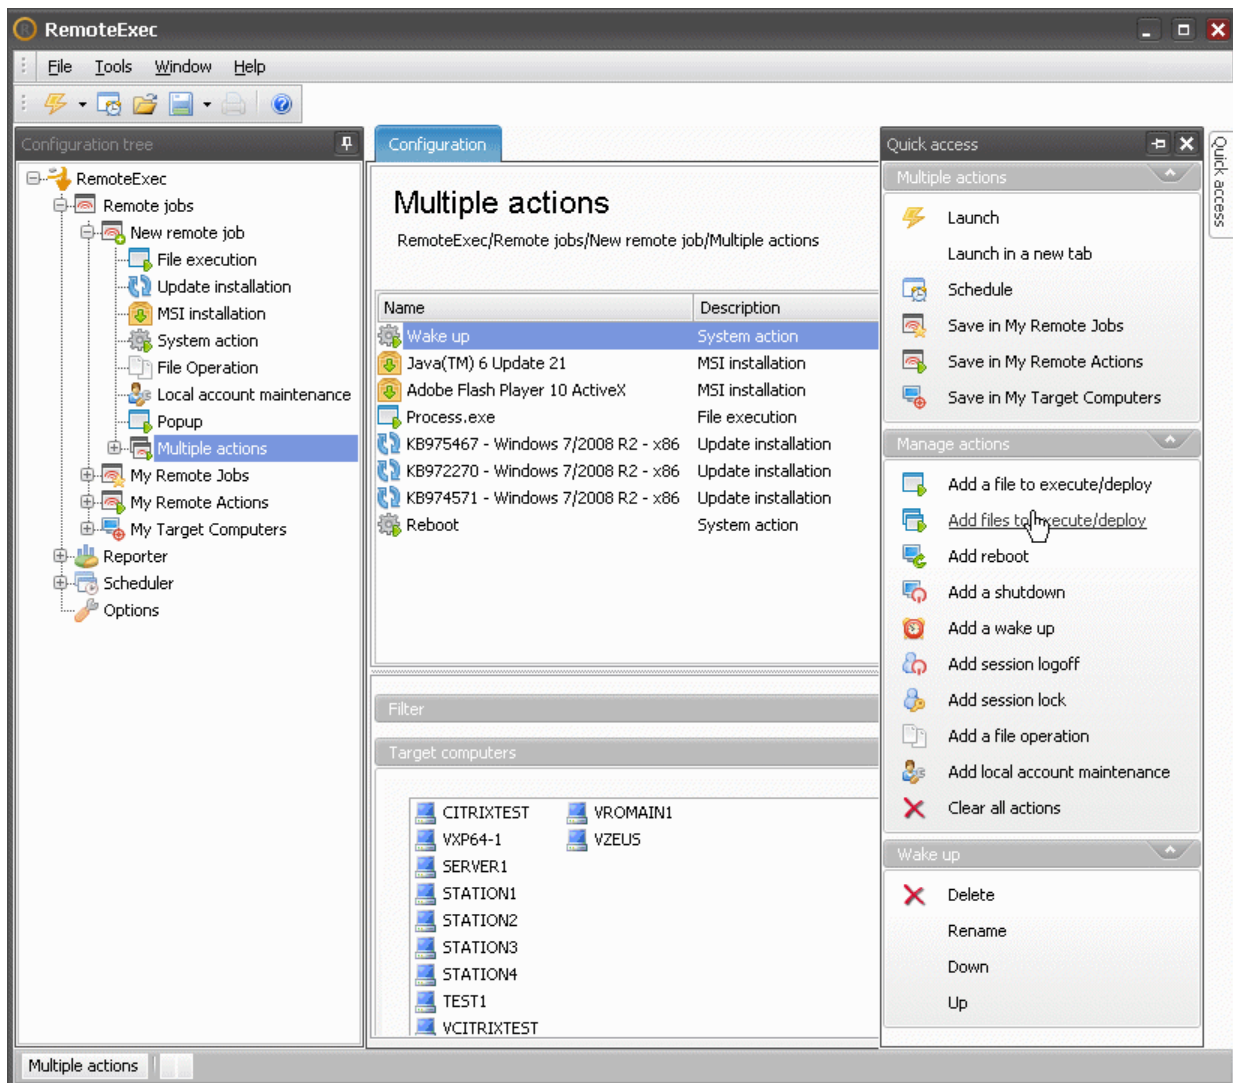 RemoteExec
File Tools Window Help
Configuration tree
RemoteExec
Remote jobs
New remote job
File execution
Update installation
MSI installation
System action
File Operation
Local account maintenance
Popup
Multiple actions
My Remote Jobs
My Remote Actions
My Target Computers
Reporter
Scheduler
Options
Configuration
Multiple actions
RemoteExec/Remote jobs/New remote job/Multiple actions
Name Description
Wake up System action
Java(TM) 6 Update 21 MSI installation
Adobe Flash Player 10 ActiveX MSI installation
Process.exe File execution
KB975467 - Windows 7/2008 R2 - x86 Update installation
KB972270 - Windows 7/2008 R2 - x86 Update installation
KB974571 - Windows 7/2008 R2 - x86 Update installation
Reboot System action
Filter
Target computers
CITRIXTEST VROMAIN1
VXP64-1 VZEUS
SERVER1
STATION1
STATION2
STATION3
STATION4
TEST1
VCITRIXTEST
Quick access
Multiple actions
Launch
Launch in a new tab
Schedule
Save in My Remote Jobs
Save in My Remote Actions
Save in My Target Computers
Manage actions
Add a file to execute/deploy
Add files to execute/deploy
Add reboot
Add a shutdown
Add a wake up
Add session logoff
Add session lock
Add a file operation
Add local account maintenance
Clear all actions
Wake up
Delete
Rename
Down
Up
Quick access
Multiple actions